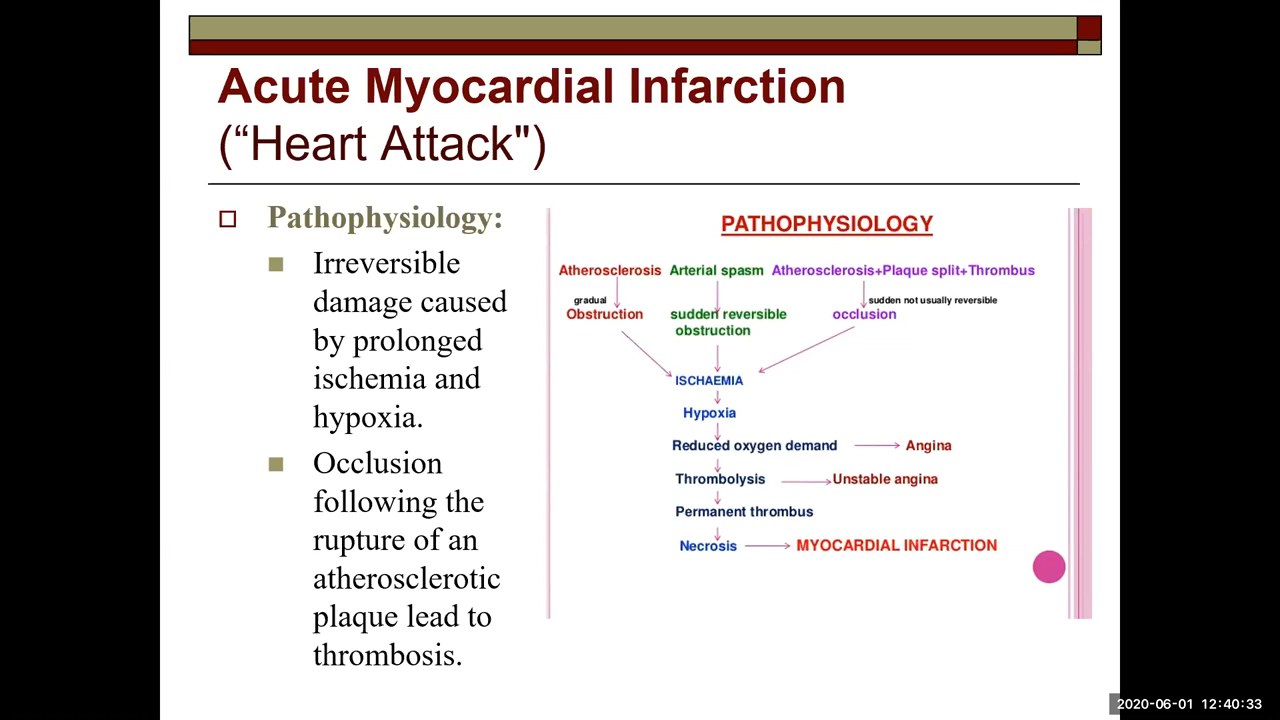 Acute Myocardial Infarction
(“Heart Attack")
Pathophysiology:
Irreversible
damage caused
by prolonged
ischemia and
hypoxia.
Occlusion
following the
rupture of an
atherosclerotic
plaque lead to
thrombosis.
PATHOPHYSIOLOGY
Atherosclerosis Arterial spasm Atherosclerosis+Plaque split+Thrombus
gradual sudden not usually reversible
Obstruction sudden reversible occlusion
obstruction
ISCHAEMIA
Hypoxia
Reduced oxygen demand Angina
Thrombolysis Unstable angina
Permanent thrombus
Necrosis MYOCARDIAL INFARCTION
2020-06-01 12:40:33